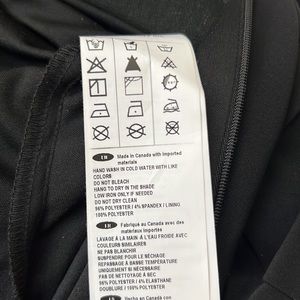 EN Made in Canada with imported
materials
HAND WASH IN COLD WATER WITH LIKE
COLORS
DO NOT BLEACH
HANG TO DRY IN THE SHADE
LOW IRON ONLY IF NEEDED
DO NOT DRY CLEAN
96% POLYESTER / 4% SPANDEX / LINING
100% POLYESTER
FR Fabriqué au Canada avec des
matériaux importés
LAVAGE À LA MAIN À L'EAU FROIDE AVEC
COULEURS SIMILAIRES
NE PAS BLANCHIR
SUSPENDRE POUR LE SÉCHAGE
REPASSAGE À BASSE TEMPÉRATURE
UNIQUEMENT SI NÉCESSAIRE
PAS DE NETTOYAGE À SEC
96% POLYESTER / 4% ÉLASTHANE
DOUBLURE / 100% POLYESTER
Hecho en Canadá con